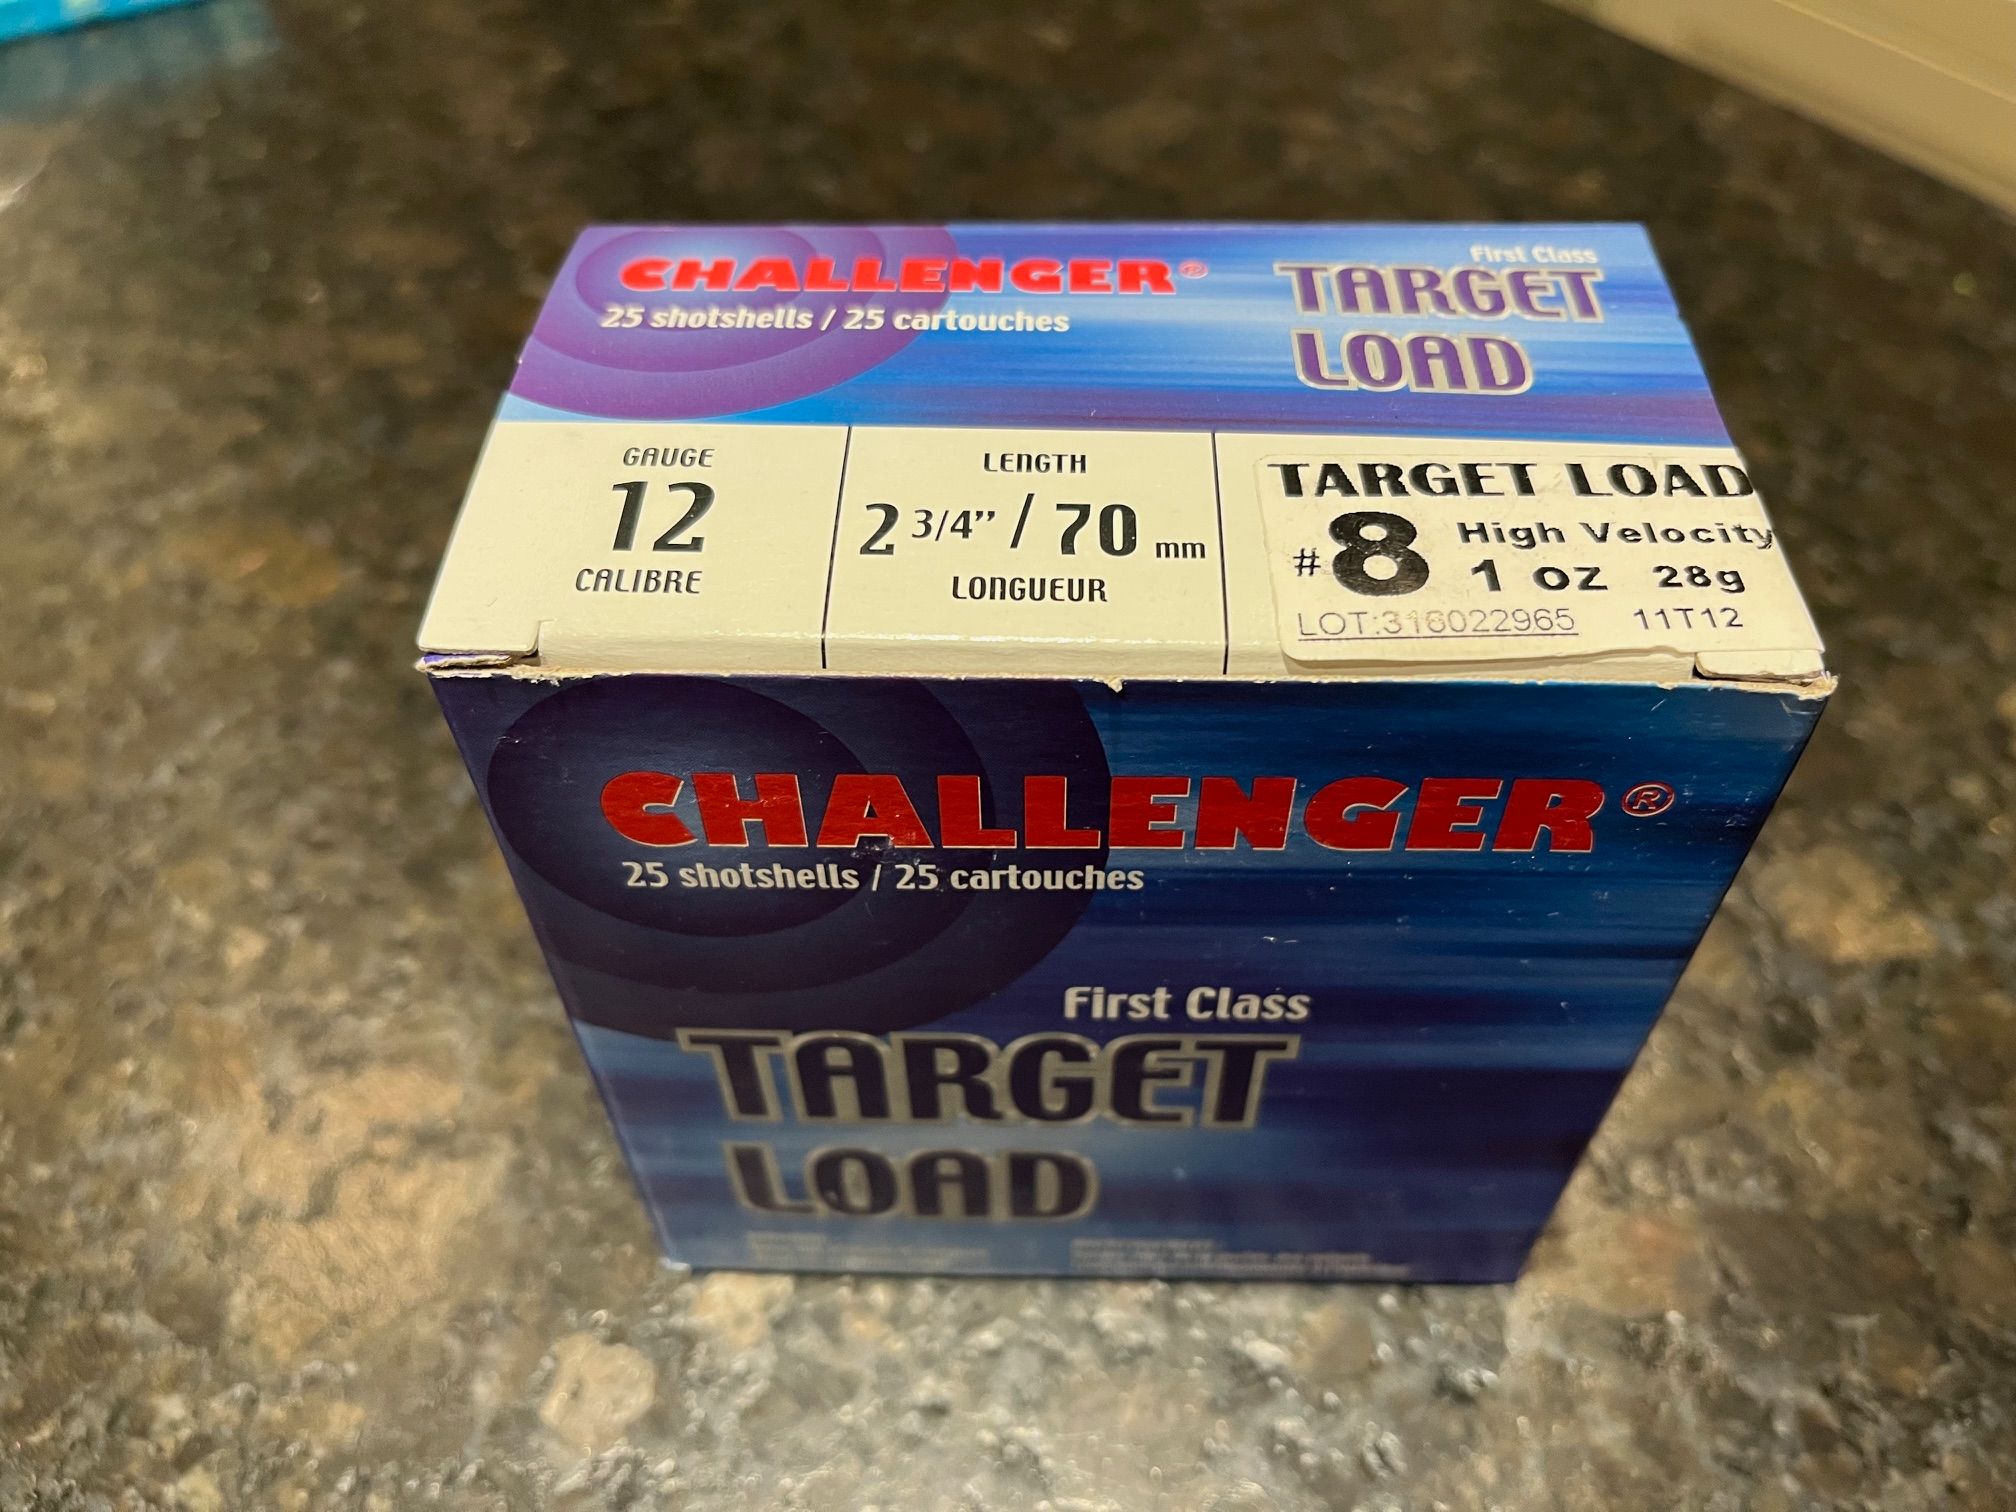 CHALLENGER®
25 shotshells / 25 cartouches
First Class
TARGET
LOAD
GAUGE
12
CALIBRE
LENGTH
2 3/4” / 70 mm
LONGUEUR
TARGET LOAD
#8 High Velocity
1 oz 28g
LOT:316022965 11T12
CHALLENGER®
25 shotshells / 25 cartouches
First Class
TARGET
LOAD